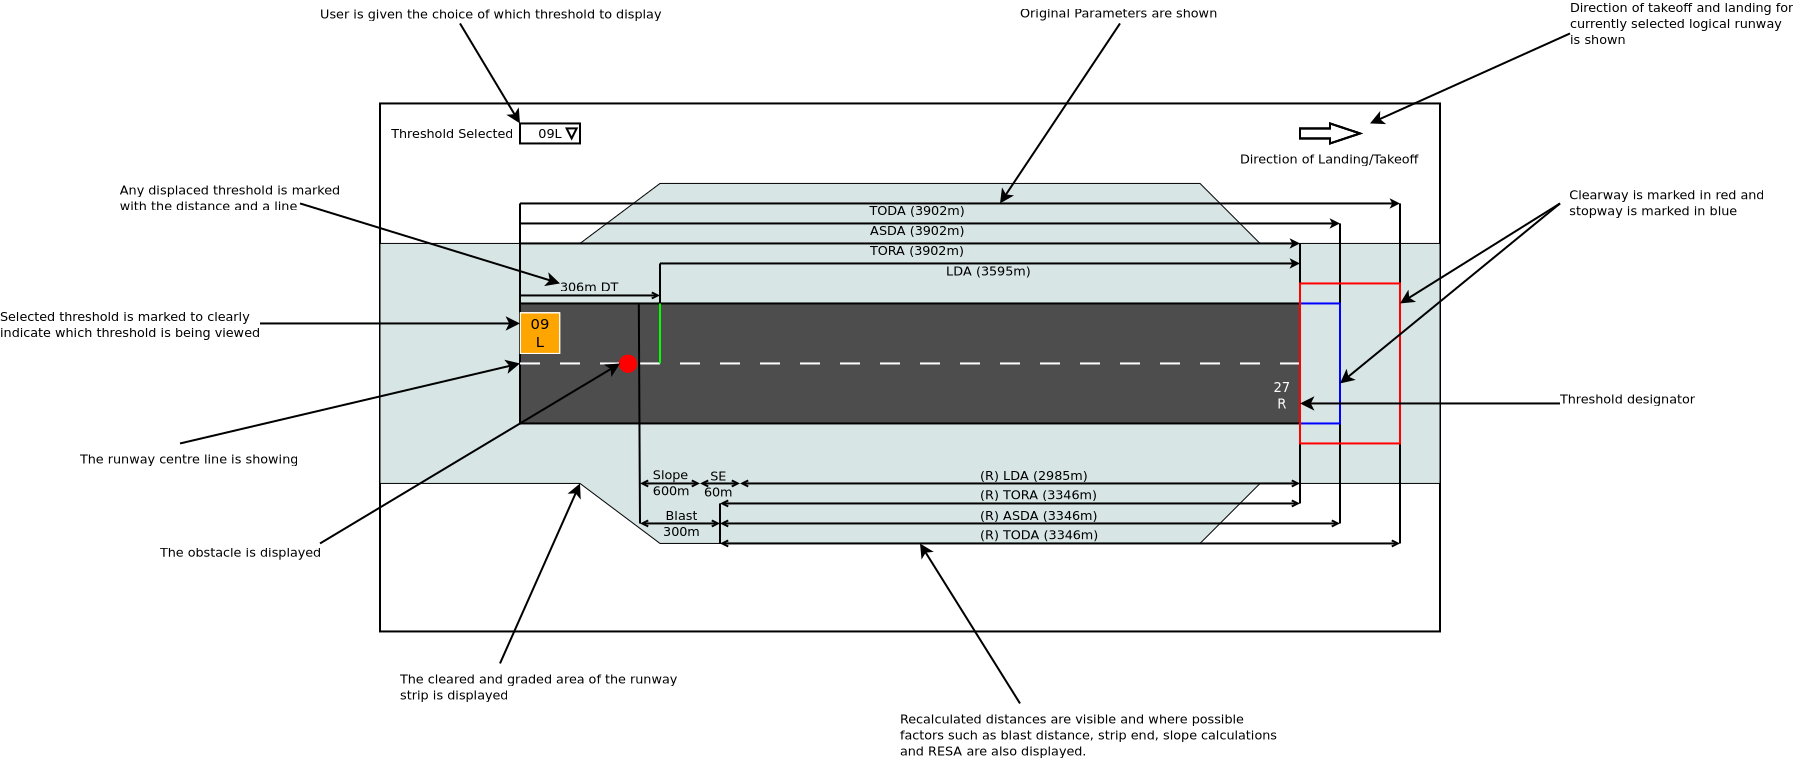 User is given the choice of which threshold to display
Original Parameters are shown
Direction of takeoff and landing for
currently selected logical runway
is shown
Threshold Selected
09L
Direction of Landing/Takeoff
Any displaced threshold is marked
with the distance and a line
Clearway is marked in red and
stopway is marked in blue
TODA (3902m)
ASDA (3902m)
TORA (3902m)
LDA (3595m)
306m DT
Selected threshold is marked to clearly
indicate which threshold is being viewed
09
L
27
R
Threshold designator
The runway centre line is showing
Slope
600m
SE
60m
(R) LDA (2985m)
(R) TORA (3346m)
Blast
300m
(R) ASDA (3346m)
(R) TODA (3346m)
The obstacle is displayed
The cleared and graded area of the runway
strip is displayed
Recalculated distances are visible and where possible
factors such as blast distance, strip end, slope calculations
and RESA are also displayed.